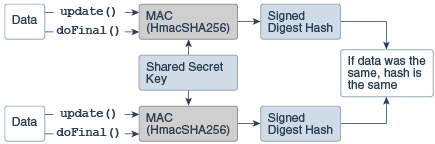 Data
update()
doFinal()
MAC
(HmacSHA256)
Signed
Digest Hash
Shared Secret
Key
If data was the
same, hash is
the same
Data
update()
doFinal()
MAC
(HmacSHA256)
Signed
Digest Hash